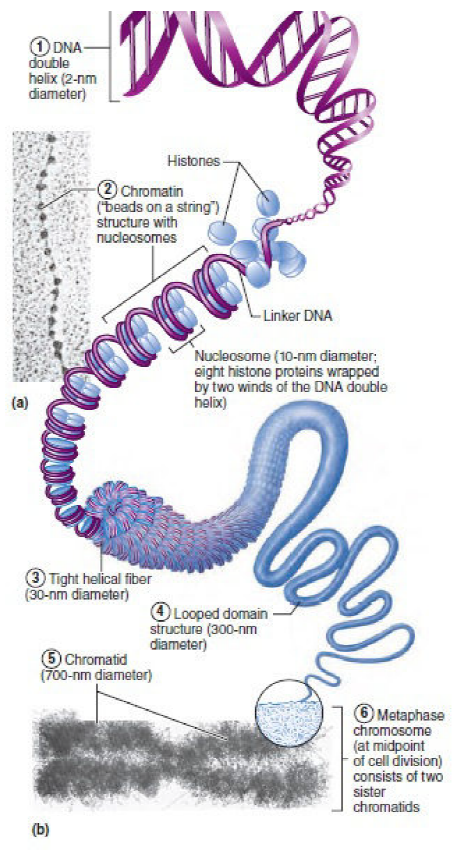 ① DNA
double
helix (2-nm
diameter)
Histones
② Chromatin
("beads on a string")
structure with
nucleosomes
Linker DNA
Nucleosome (10-nm diameter;
eight histone proteins wrapped
by two winds of the DNA double
helix)
(a)
③ Tight helical fiber
(30-nm diameter)
④ Looped domain
structure (300-nm
diameter)
⑤ Chromatid
(700-nm diameter)
⑥ Metaphase
chromosome
(at midpoint
of cell division)
consists of two
sister
chromatids
(b)